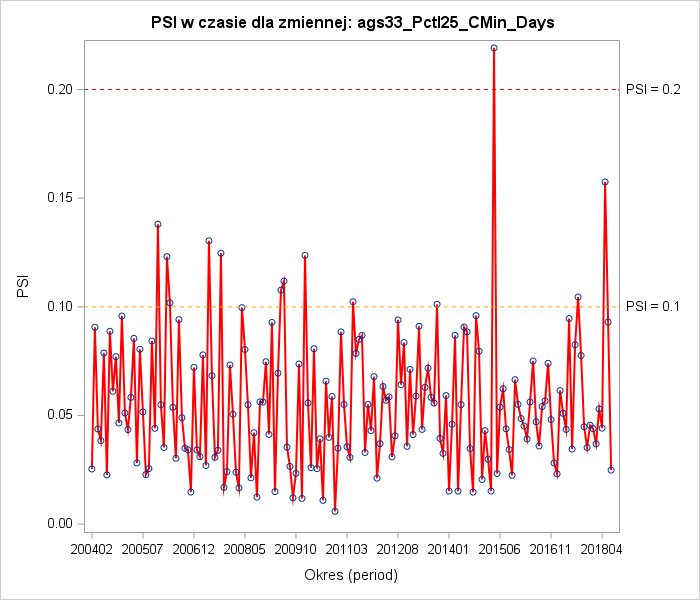 PSI w czasie dla zmiennej: ags33_Pctl25_CMin_Days
0.20
PSI = 0.2
0.15
PSI
0.10
PSI = 0.1
0.05
0.00
200402 200507 200612 200805 200910 201103 201208 201401 201506 201611 201804
Okres (period)